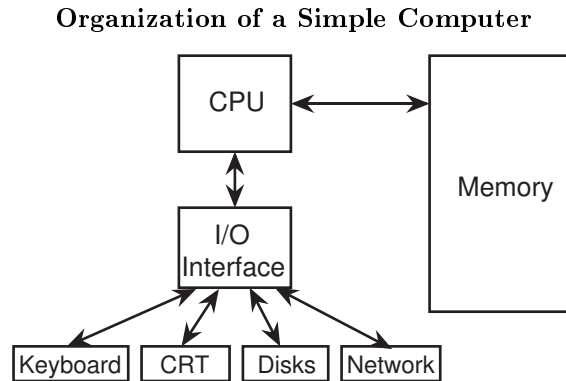 Organization of a Simple Computer
CPU
Memory
I/O
Interface
Keyboard
CRT
Disks
Network